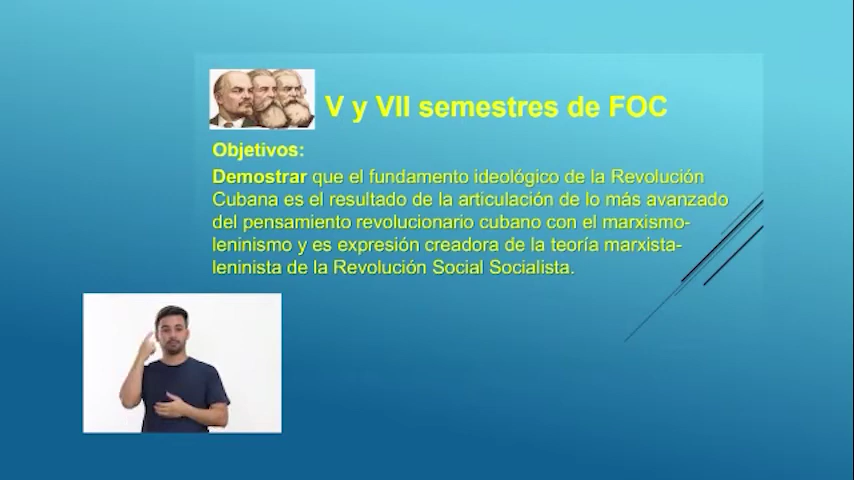 V y VII semestres de FOC
Objetivos:
Demostrar que el fundamento ideológico de la Revolución
Cubana es el resultado de la articulación de lo más avanzado
del pensamiento revolucionario cubano con el marxismo-
leninismo y es expresión creadora de la teoría marxista-
leninista de la Revolución Social Socialista.